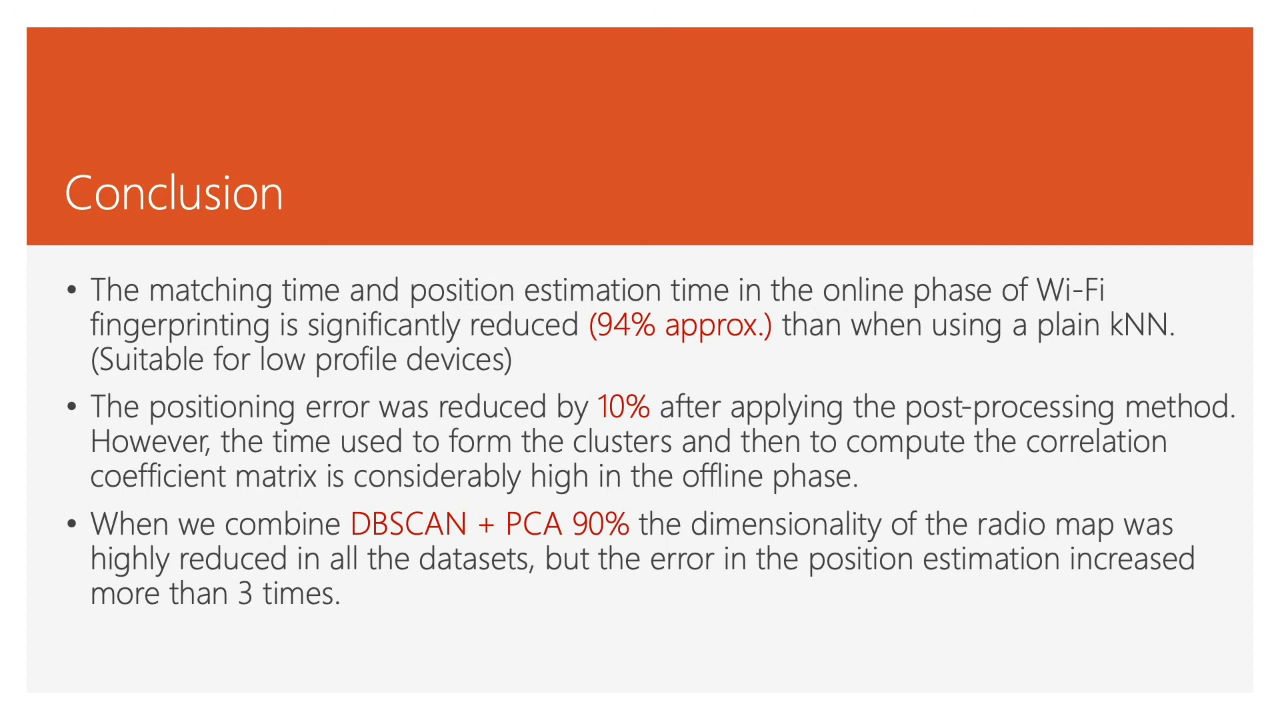 Conclusion
• The matching time and position estimation time in the online phase of Wi-Fi
fingerprinting is significantly reduced (94% approx.) than when using a plain kNN.
(Suitable for low profile devices)
• The positioning error was reduced by 10% after applying the post-processing method.
However, the time used to form the clusters and then to compute the correlation
coefficient matrix is considerably high in the offline phase.
• When we combine DBSCAN + PCA 90% the dimensionality of the radio map was
highly reduced in all the datasets, but the error in the position estimation increased
more than 3 times.